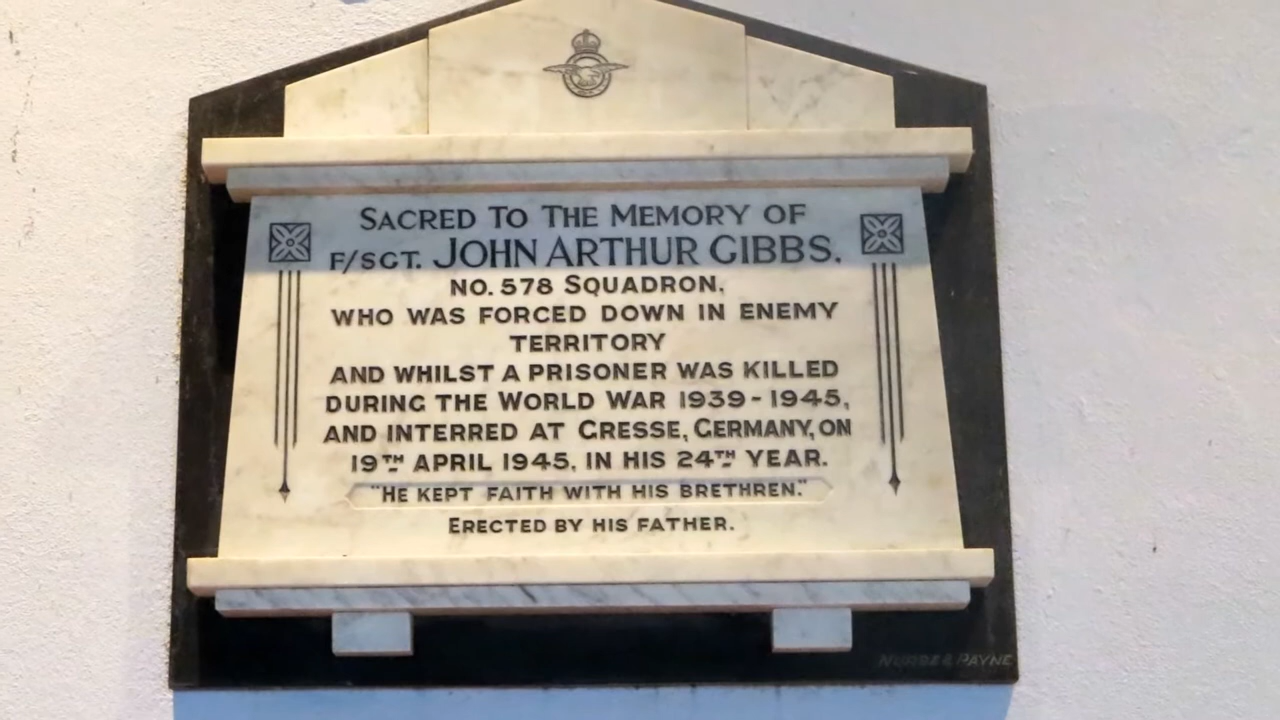 SACRED TO THE MEMORY OF
F/SGT. JOHN ARTHUR GIBBS.
NO. 578 SQUADRON.
WHO WAS FORCED DOWN IN ENEMY
TERRITORY
AND WHILST A PRISONER WAS KILLED
DURING THE WORLD WAR 1939-1945,
AND INTERRED AT GRESSE, GERMANY, ON
19TH APRIL 1945, IN HIS 24TH YEAR.
"HE KEPT FAITH WITH HIS BRETHREN."
ERECTED BY HIS FATHER.
& PAYNE